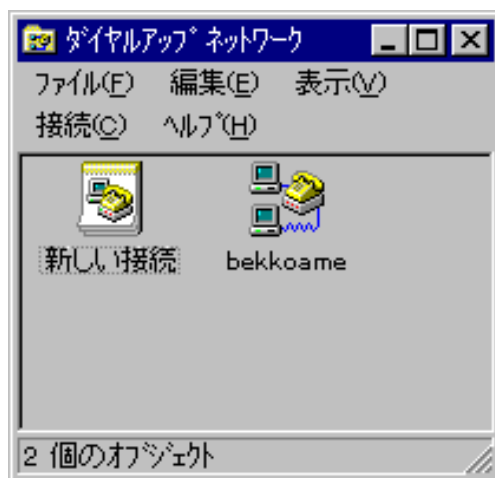 ﾀﾞｲﾔﾙｱｯﾌﾟ ﾈｯﾄﾜｰｸ
ﾌｧｲﾙ(F) 編集(E) 表示(V)
接続(C) ﾍﾙﾌﾟ(H)
新しい接続 bekkoame
2 個のｵﾌﾞｼﾞｪｸﾄ